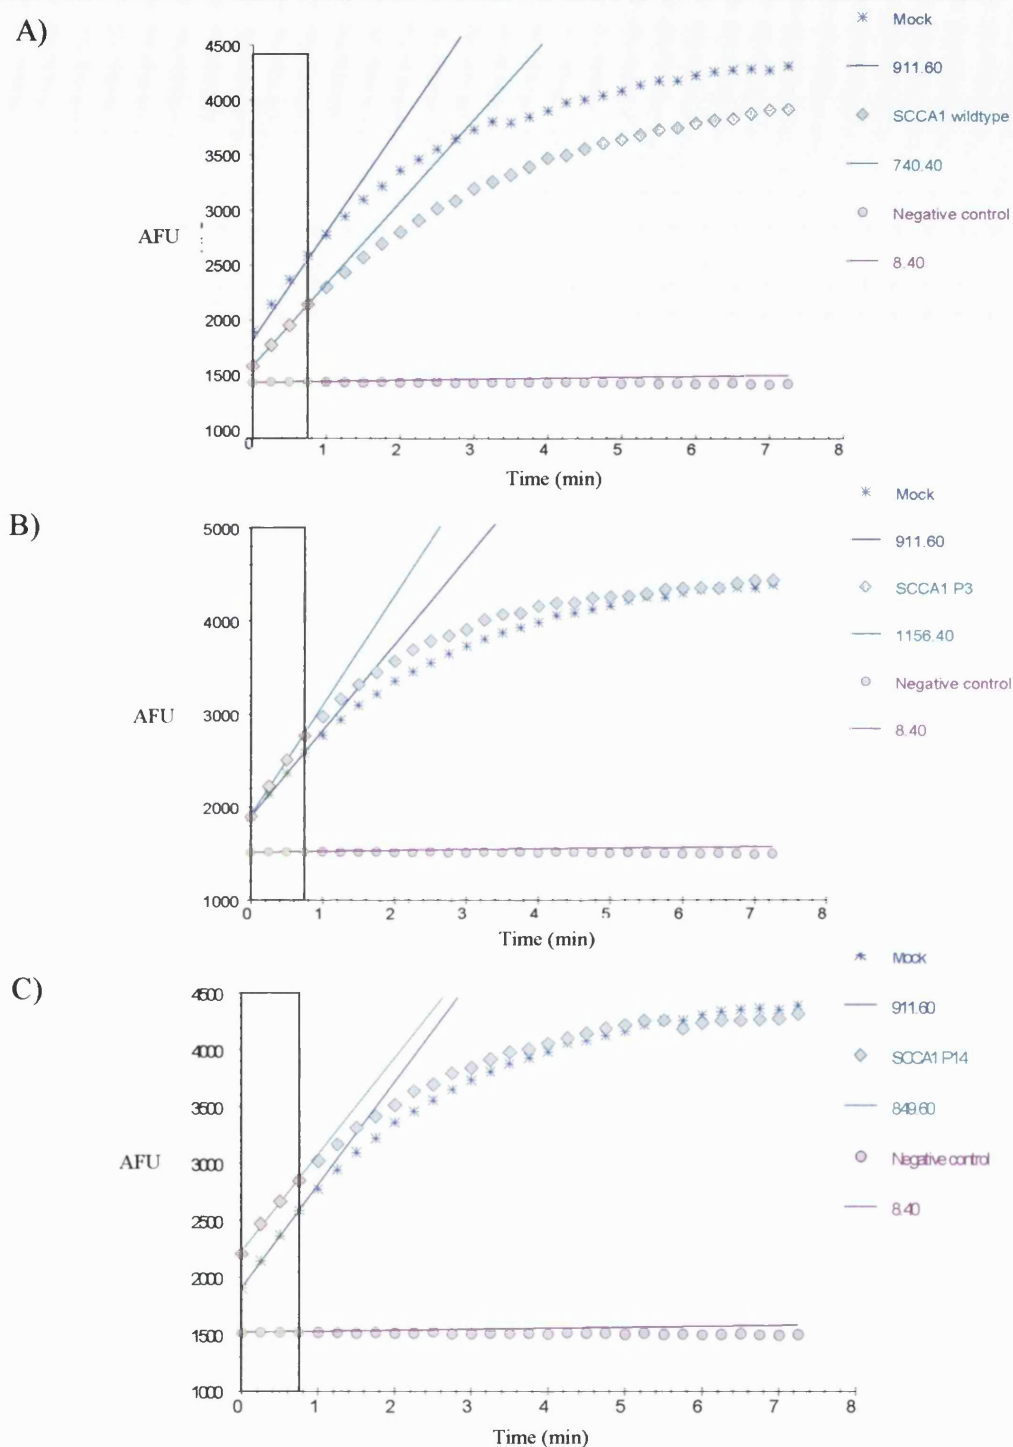 A)
4500
4000
3500
3000
2500
2000
1500
1000
AFU
0 1 2 3 4 5 6 7 8
Time (min)
Mock
911.60
SCCA1 wildtype
740.40
Negative control
8.40
B)
5000
4000
3000
2000
1000
AFU
0 1 2 3 4 5 6 7 8
Time (min)
Mock
911.60
SCCA1 P3
1156.40
Negative control
8.40
C)
4500
4000
3500
3000
2500
2000
1500
1000
AFU
0 1 2 3 4 5 6 7 8
Time (min)
Mock
911.60
SCCA1 P14
849.60
Negative control
8.40